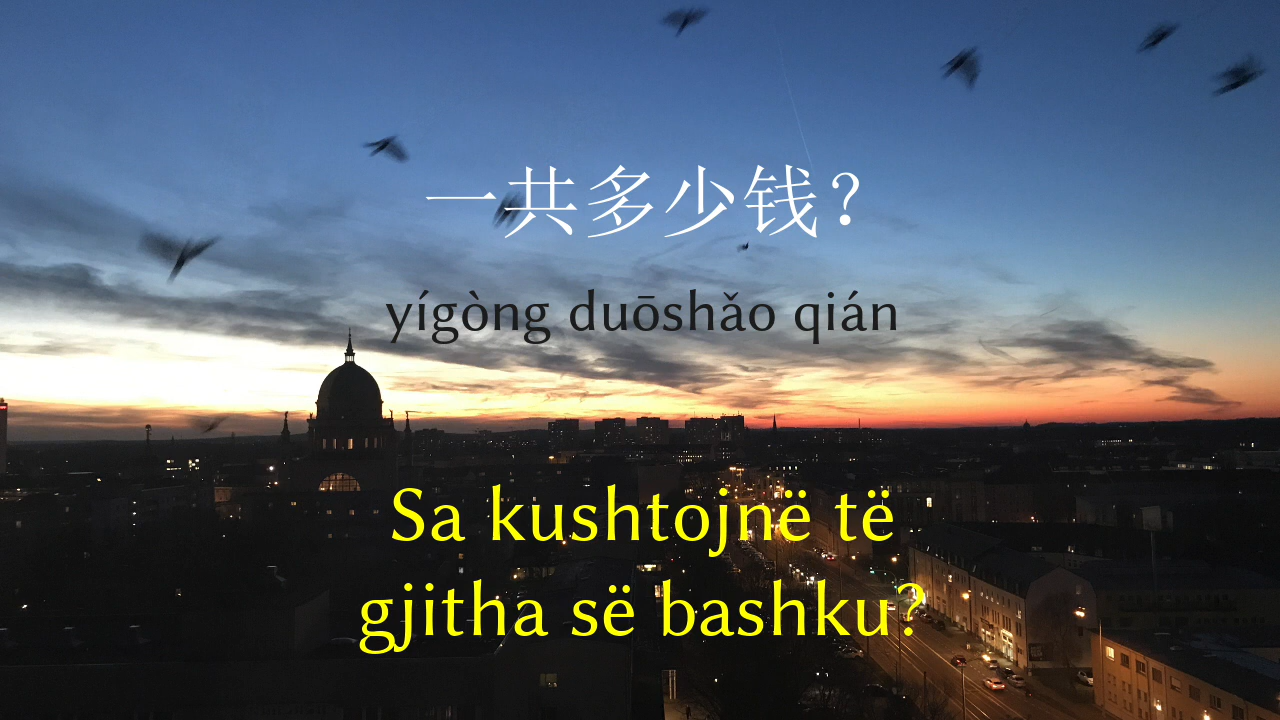 一共多少钱？
yígòng duōshǎo qián
Sa kushtojnë të
gjitha së bashku?